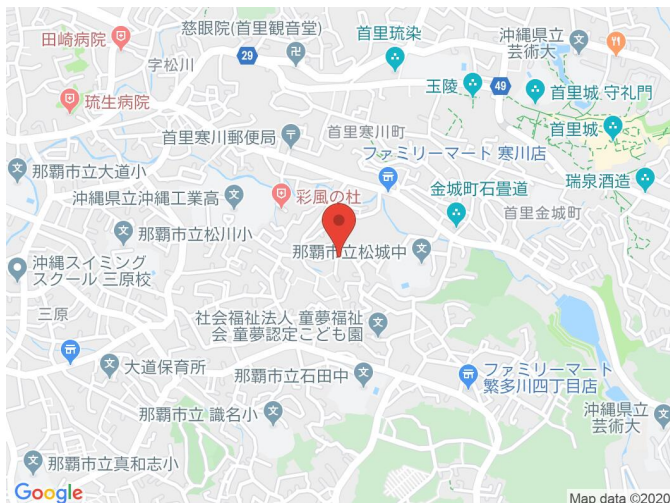 田崎病院
慈眼院(首里観音堂)
首里琉染
沖縄県立
芸術大
字松川
29
玉陵
49
首里城 守礼門
琉生病院
首里寒川町
首里城
首里寒川郵便局
ファミリーマート 寒川店
那覇市立大道小
瑞泉酒造
沖縄県立沖縄工業高
彩風の杜
金城町石畳道
首里金城町
那覇市立松川小
那覇市立松城中
沖縄スイミング
スクール 三原校
三原
社会福祉法人 童夢福祉
会 童夢認定こども園
大道保育所
那覇市立石田中
ファミリーマート
繁多川四丁目店
那覇市立 識名小
沖縄県立
芸術大
那覇市立真和志小
Google
Map data ©2020